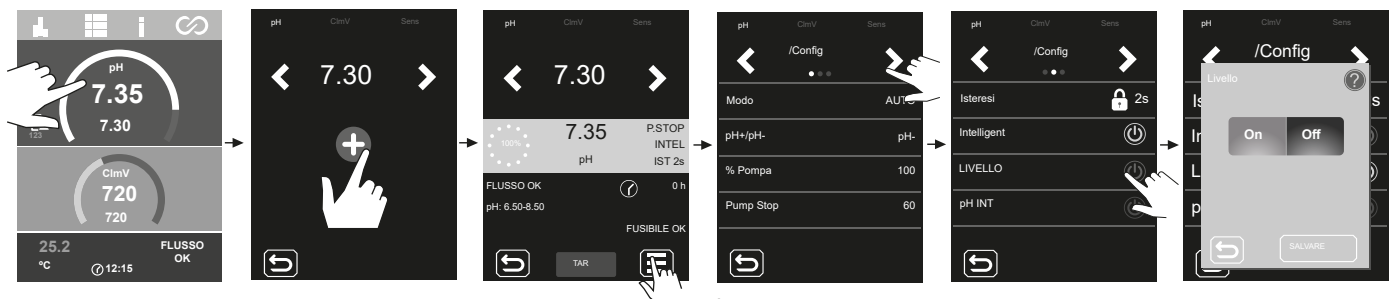 pH
7.35
7.30
123
ClmV
720
720
25.2
ºC
12:15
FLUSSO
OK
pH ClmV Sens
7.30
pH ClmV Sens
7.30
100%
7.35
pH
P.STOP
INTEL
IST 2s
FLUSSO OK
0 h
pH: 6.50-8.50
FUSIBILE OK
TAR
pH ClmV Sens
/Config
Modo AUTO
pH+/pH- pH-
% Pompa 100
Pump Stop 60
pH ClmV Sens
/Config
Isteresi 2s
Intelligent
LIVELLO
pH INT
pH ClmV Sens
/Config
Livello ?
s
On Off
SALVARE